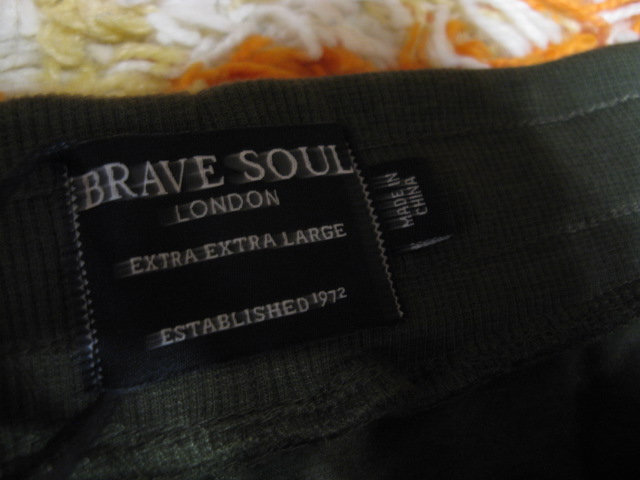 BRAVE SOUL
LONDON
EXTRA EXTRA LARGE
ESTABLISHED 1972
MADE IN
CHINA